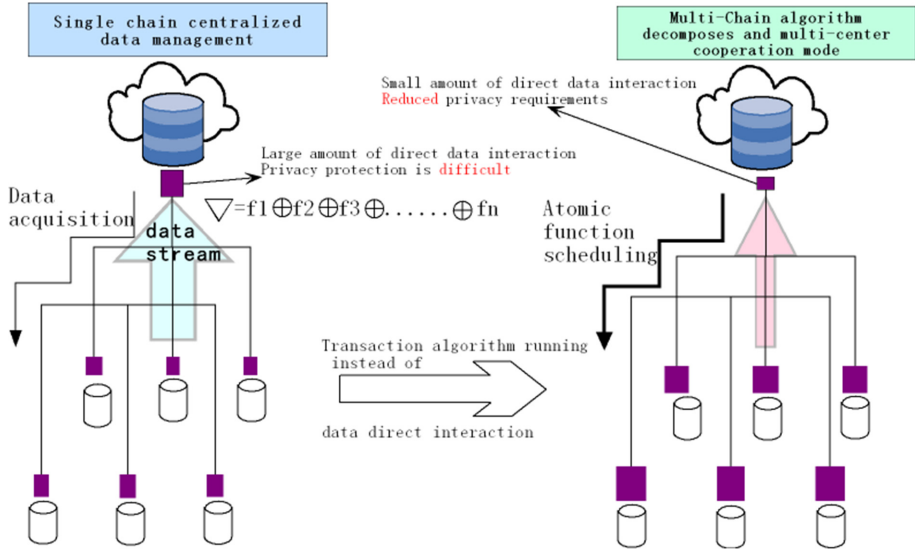 Single chain centralized
data management
Multi-Chain algorithm
decomposes and multi-center
cooperation mode
Small amount of direct data interaction
Reduced privacy requirements
Large amount of direct data interaction
Privacy protection is difficult
Data
acquisition
▽=f1⊕f2⊕f3⊕......⊕fn
data
stream
Atomic
function
scheduling
Transaction algorithm running
instead of
data direct interaction